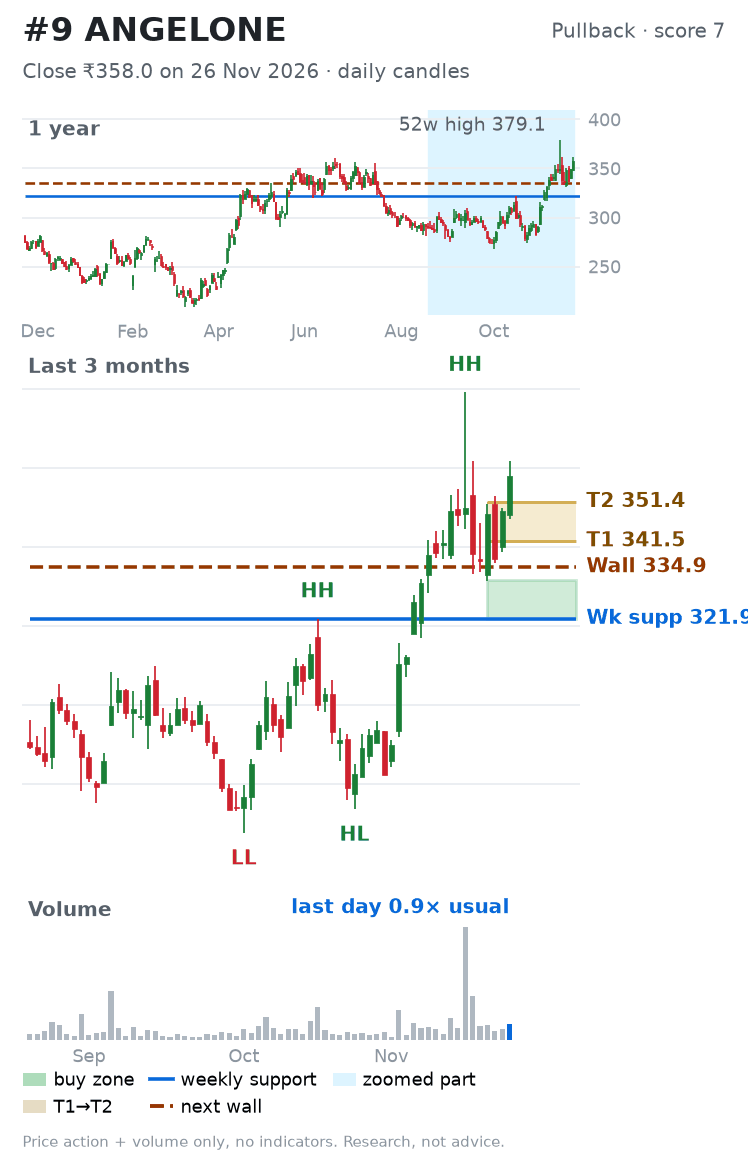 #9 ANGELONE
Pullback · score 7
Close ₹358.0 on 26 Nov 2026 · daily candles
1 year
52w high 379.1
400
350
300
250
Dec Feb Apr Jun Aug Oct
Last 3 months
HH
T2 351.4
T1 341.5
Wall 334.9
HH
Wk supp 321.9
HL
LL
Volume
last day 0.9× usual
Sep Oct Nov
buy zone weekly support zoomed part
T1→T2 next wall
Price action + volume only, no indicators. Research, not advice.